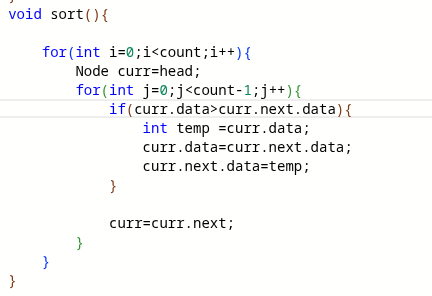 void sort(){
for(int i=0;i<count;i++){
Node curr=head;
for(int j=0;j<count-1;j++){
if(curr.data>curr.next.data){
int temp =curr.data;
curr.data=curr.next.data;
curr.next.data=temp;
}
curr=curr.next;
}
}
}